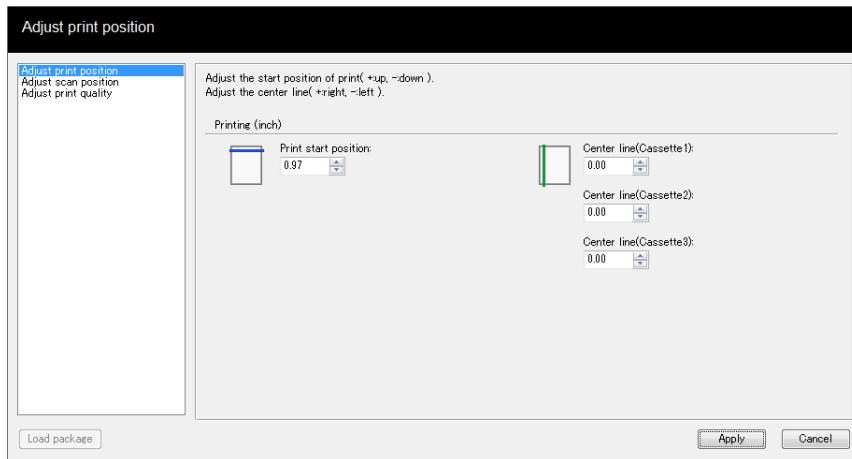 Adjust print position
Adjust print position
Adjust scan position
Adjust print quality
Adjust the start position of print( +:up, -:down ).
Adjust the center line( +:right, -:left ).
Printing (inch)
Print start position:
0.97
Center line(Cassette1):
0.00
Center line(Cassette2):
0.00
Center line(Cassette3):
0.00
Load package
Apply
Cancel